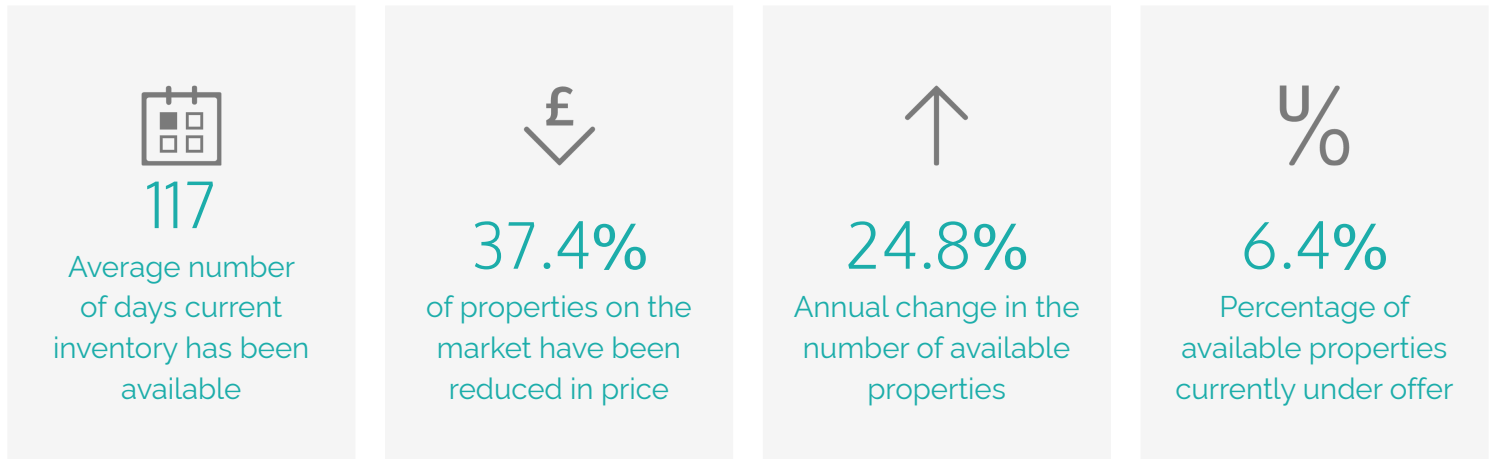 117
Average number
of days current
inventory has been
available
£
37.4%
of properties on the
market have been
reduced in price
24.8%
Annual change in the
number of available
properties
U/O
6.4%
Percentage of
available properties
currently under offer